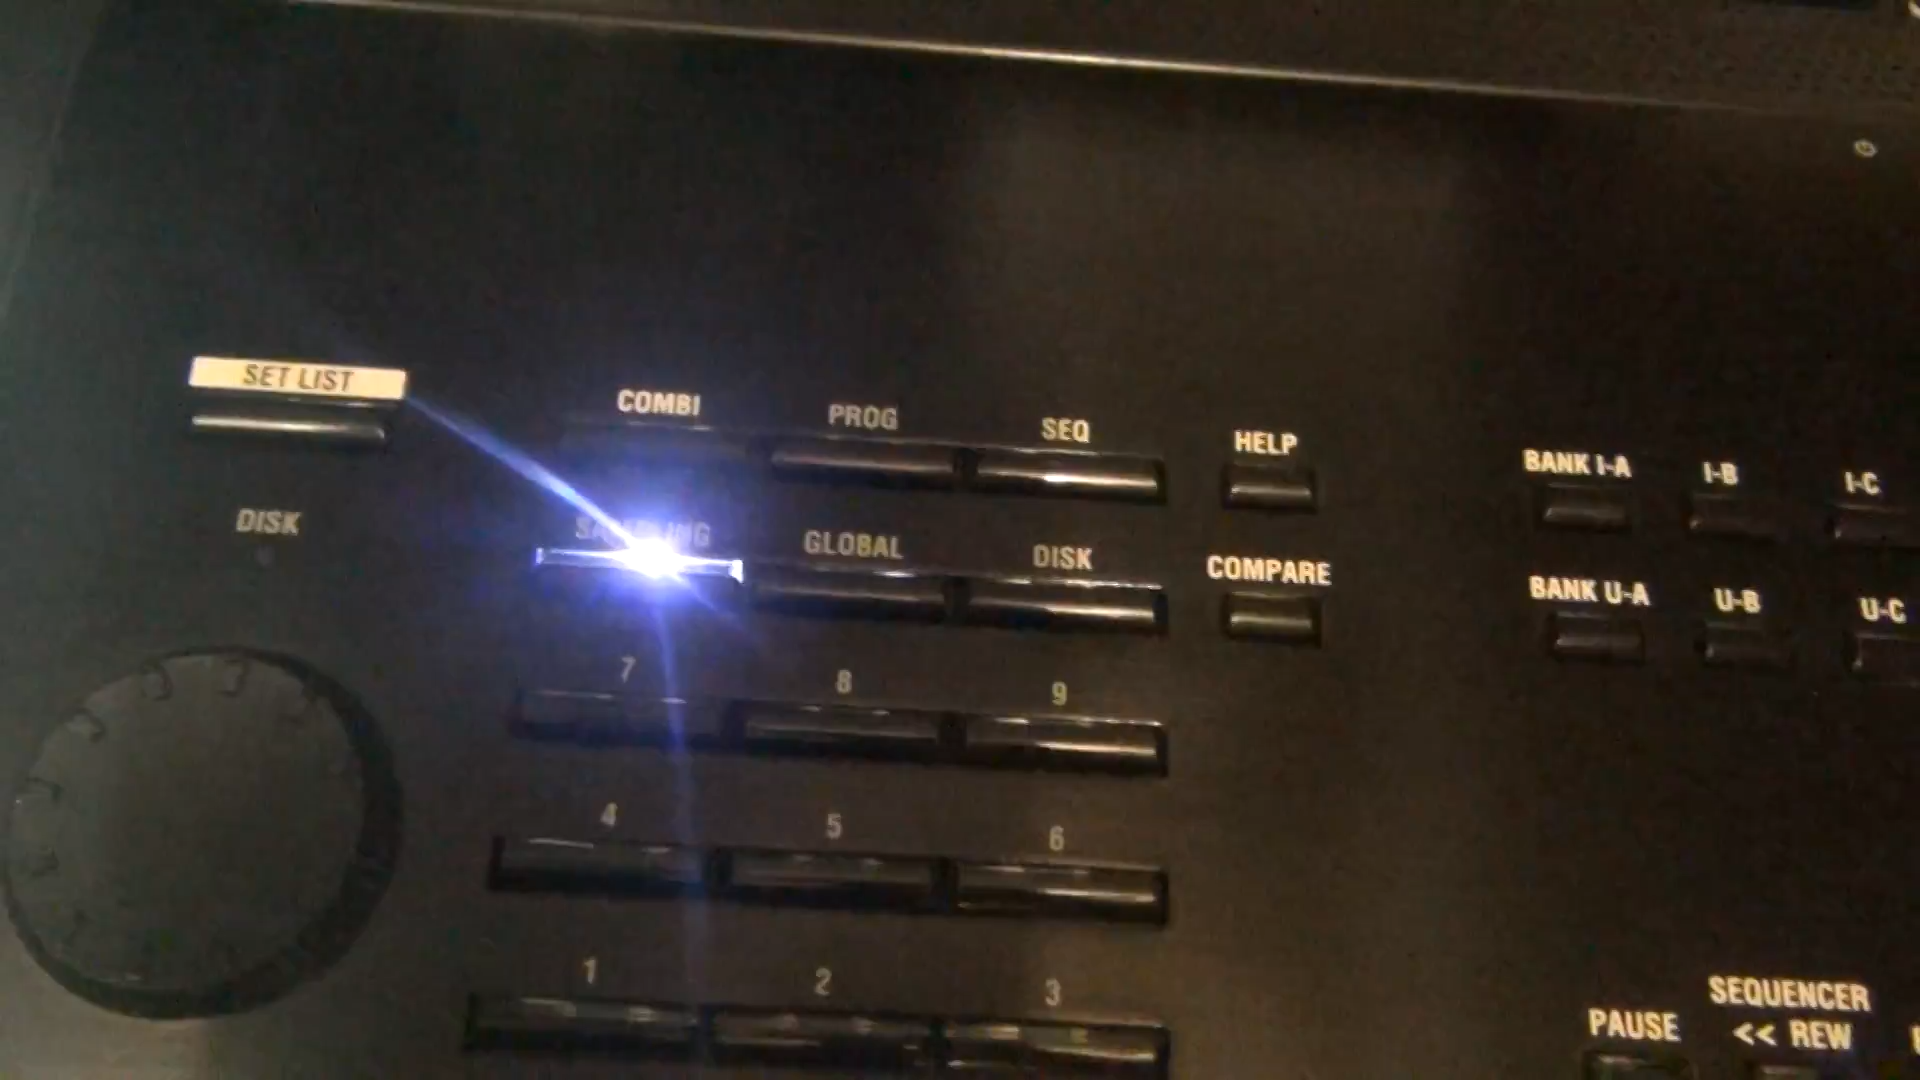 SET LIST
COMBI PROG SEQ HELP
BANK I-A I-B I-C
DISK
SAMPLING GLOBAL DISK COMPARE
BANK U-A U-B U-C
7 8 9
4 5 6
1 2 3
SEQUENCER
PAUSE << REW